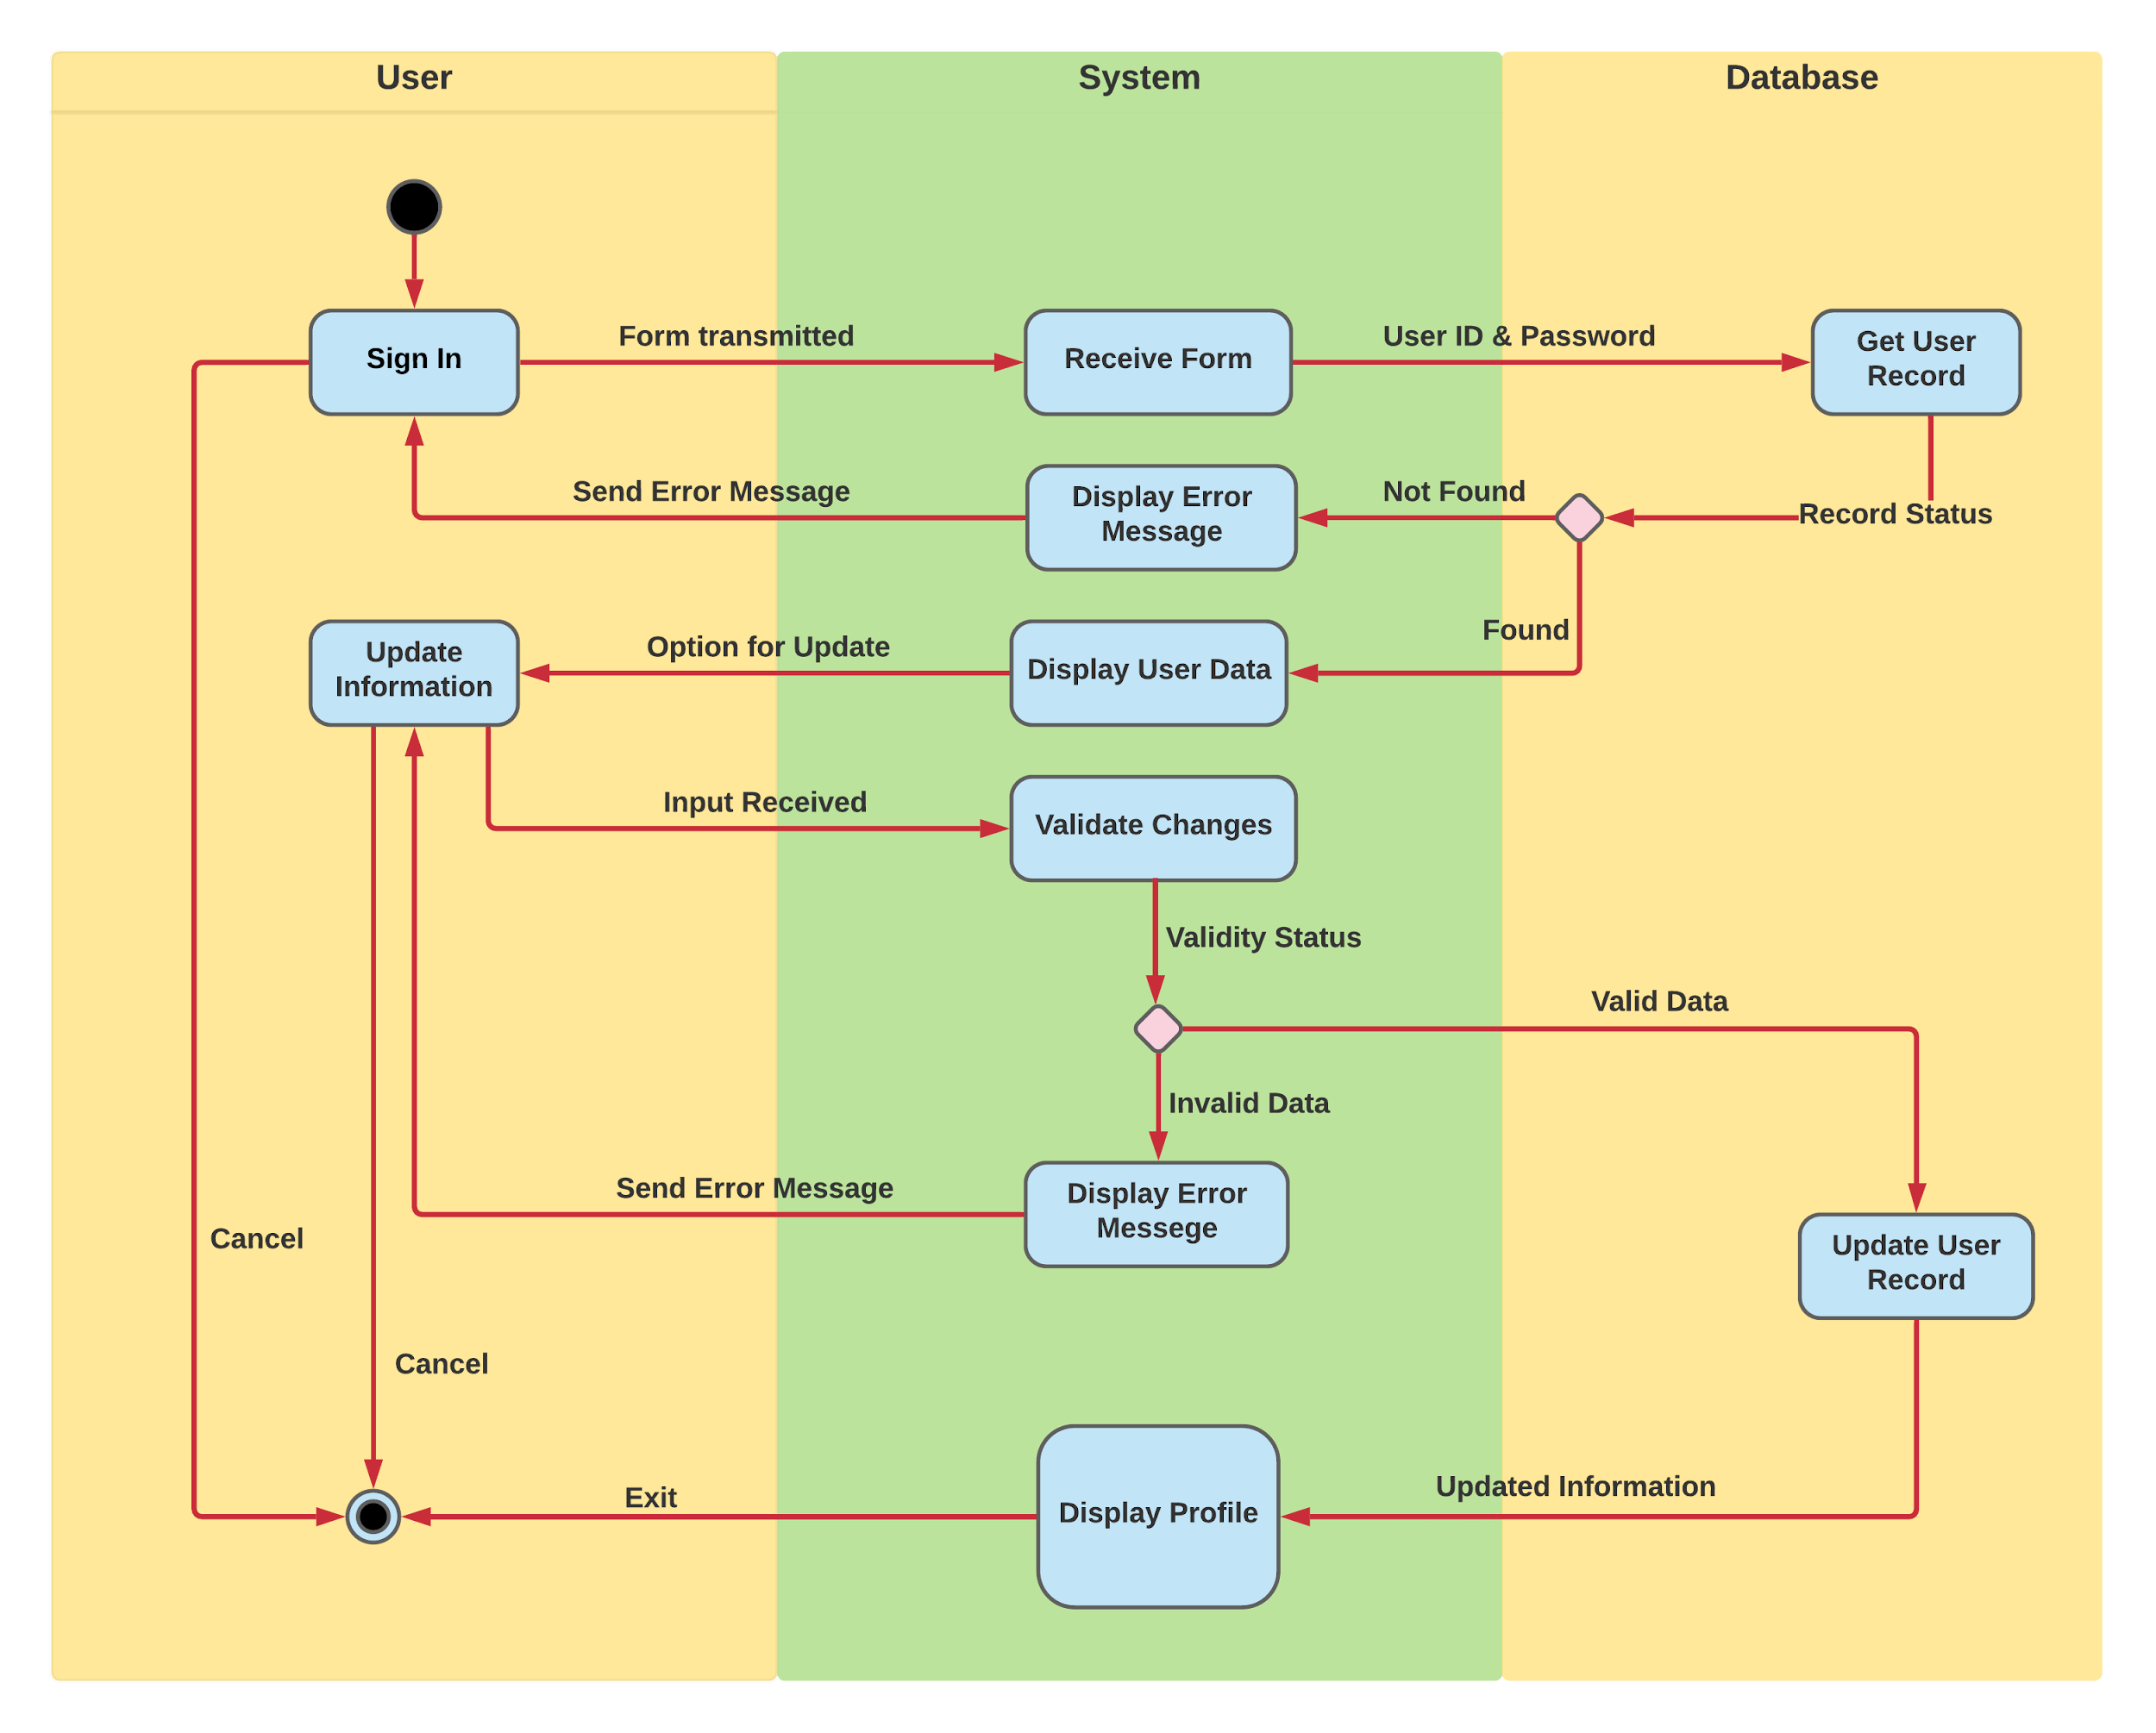 User
System
Database
Sign In
Form transmitted
Receive Form
User ID & Password
Get User
Record
Send Error Message
Display Error
Message
Not Found
Record Status
Update
Information
Option for Update
Display User Data
Found
Input Received
Validate Changes
Validity Status
Valid Data
Invalid Data
Send Error Message
Display Error
Messege
Update User
Record
Cancel
Cancel
Exit
Display Profile
Updated Information